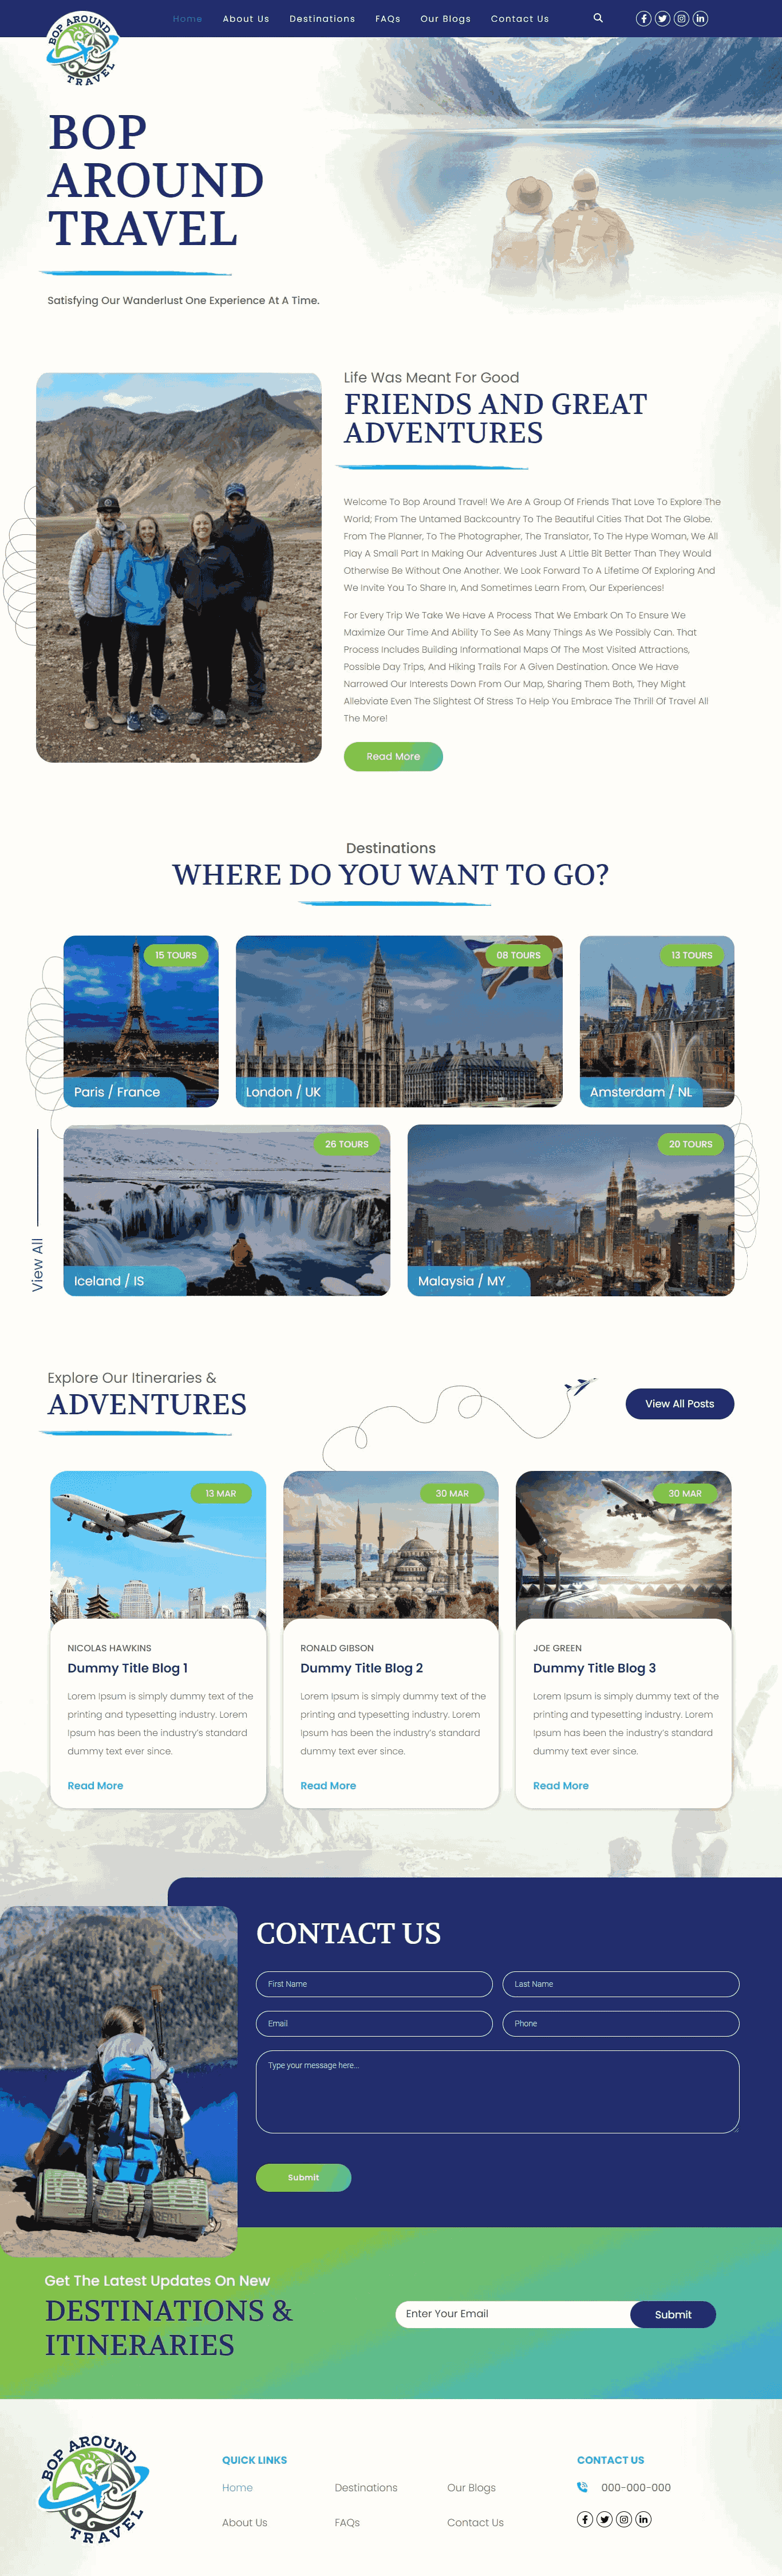 BOP AROUND
TRAVEL
Home About Us Destinations FAQs Our Blogs Contact Us
BOP
AROUND
TRAVEL
Satisfying Our Wanderlust One Experience At A Time.
Life Was Meant For Good
FRIENDS AND GREAT
ADVENTURES
Welcome To Bop Around Travel! We Are A Group Of Friends That Love To Explore The
World; From The Untamed Backcountry To The Beautiful Cities That Dot The Globe.
From The Planner, To The Photographer, The Translator, To The Hype Woman, We All
Play A Small Part In Making Our Adventures Just A Little Bit Better Than They Would
Otherwise Be Without One Another. We Look Forward To A Lifetime Of Exploring And
We Invite You To Share In, And Sometimes Learn From, Our Experiences!
For Every Trip We Take We Have A Process That We Embark On To Ensure We
Maximize Our Time And Ability To See As Many Things As We Possibly Can. That
Process Includes Building Informational Maps Of The Most Visited Attractions,
Possible Day Trips, And Hiking Trails For A Given Destination. Once We Have
Narrowed Our Interests Down From Our Map, Sharing Them Both, They Might
Allebviate Even The Slightest Of Stress To Help You Embrace The Thrill Of Travel All
The More!
Read More
Destinations
WHERE DO YOU WANT TO GO?
15 TOURS
Paris / France
08 TOURS
London / UK
13 TOURS
Amsterdam / NL
View All
26 TOURS
Iceland / IS
20 TOURS
Malaysia / MY
Explore Our Itineraries &
ADVENTURES
View All Posts
13 MAR
NICOLAS HAWKINS
Dummy Title Blog 1
Lorem Ipsum is simply dummy text of the
printing and typesetting industry. Lorem
Ipsum has been the industry's standard
dummy text ever since.
Read More
30 MAR
RONALD GIBSON
Dummy Title Blog 2
Lorem Ipsum is simply dummy text of the
printing and typesetting industry. Lorem
Ipsum has been the industry's standard
dummy text ever since.
Read More
30 MAR
JOE GREEN
Dummy Title Blog 3
Lorem Ipsum is simply dummy text of the
printing and typesetting industry. Lorem
Ipsum has been the industry's standard
dummy text ever since.
Read More
CONTACT US
First Name
Last Name
Email
Phone
Type your message here...
Submit
Get The Latest Updates On New
DESTINATIONS &
ITINERARIES
Enter Your Email
Submit
BOP AROUND
TRAVEL
QUICK LINKS
Home Destinations Our Blogs
About Us FAQs Contact Us
CONTACT US
000-000-000